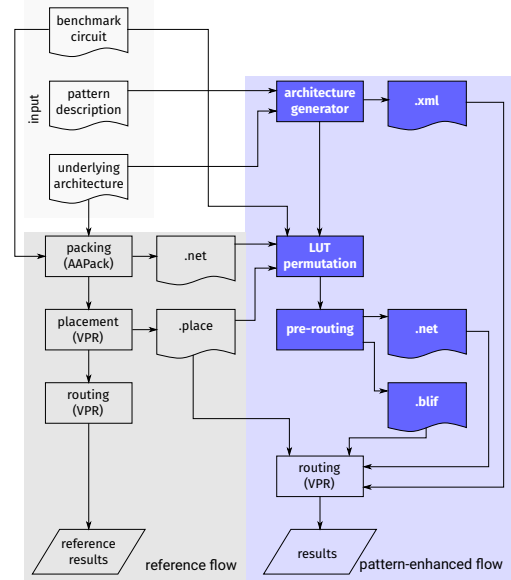 benchmark
circuit
pattern
description
input
underlying
architecture
architecture
generator
.xml
packing
(AAPack)
.net
LUT
permutation
placement
(VPR)
.place
pre-routing
.net
routing
(VPR)
.blif
routing
(VPR)
reference
results
reference flow
results
pattern-enhanced flow